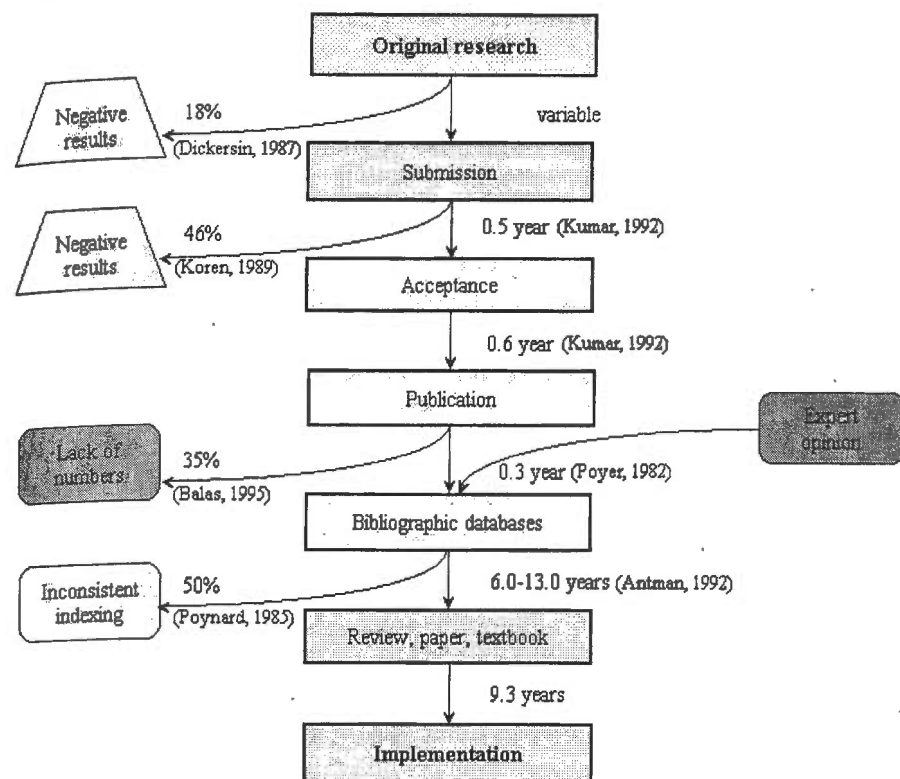 Original research
Negative
results
18%
(Dickersin, 1987)
variable
Submission
Negative
results
46%
(Koren, 1989)
0.5 year (Kumar, 1992)
Acceptance
0.6 year (Kumar, 1992)
Publication
Lack of
numbers
35%
(Balas, 1995)
Expert
opinion
0.3 year (Poyer, 1982)
Bibliographic databases
Inconsistent
indexing
50%
(Poynard, 1985)
6.0-13.0 years (Antman, 1992)
Review, paper, textbook
9.3 years
Implementation